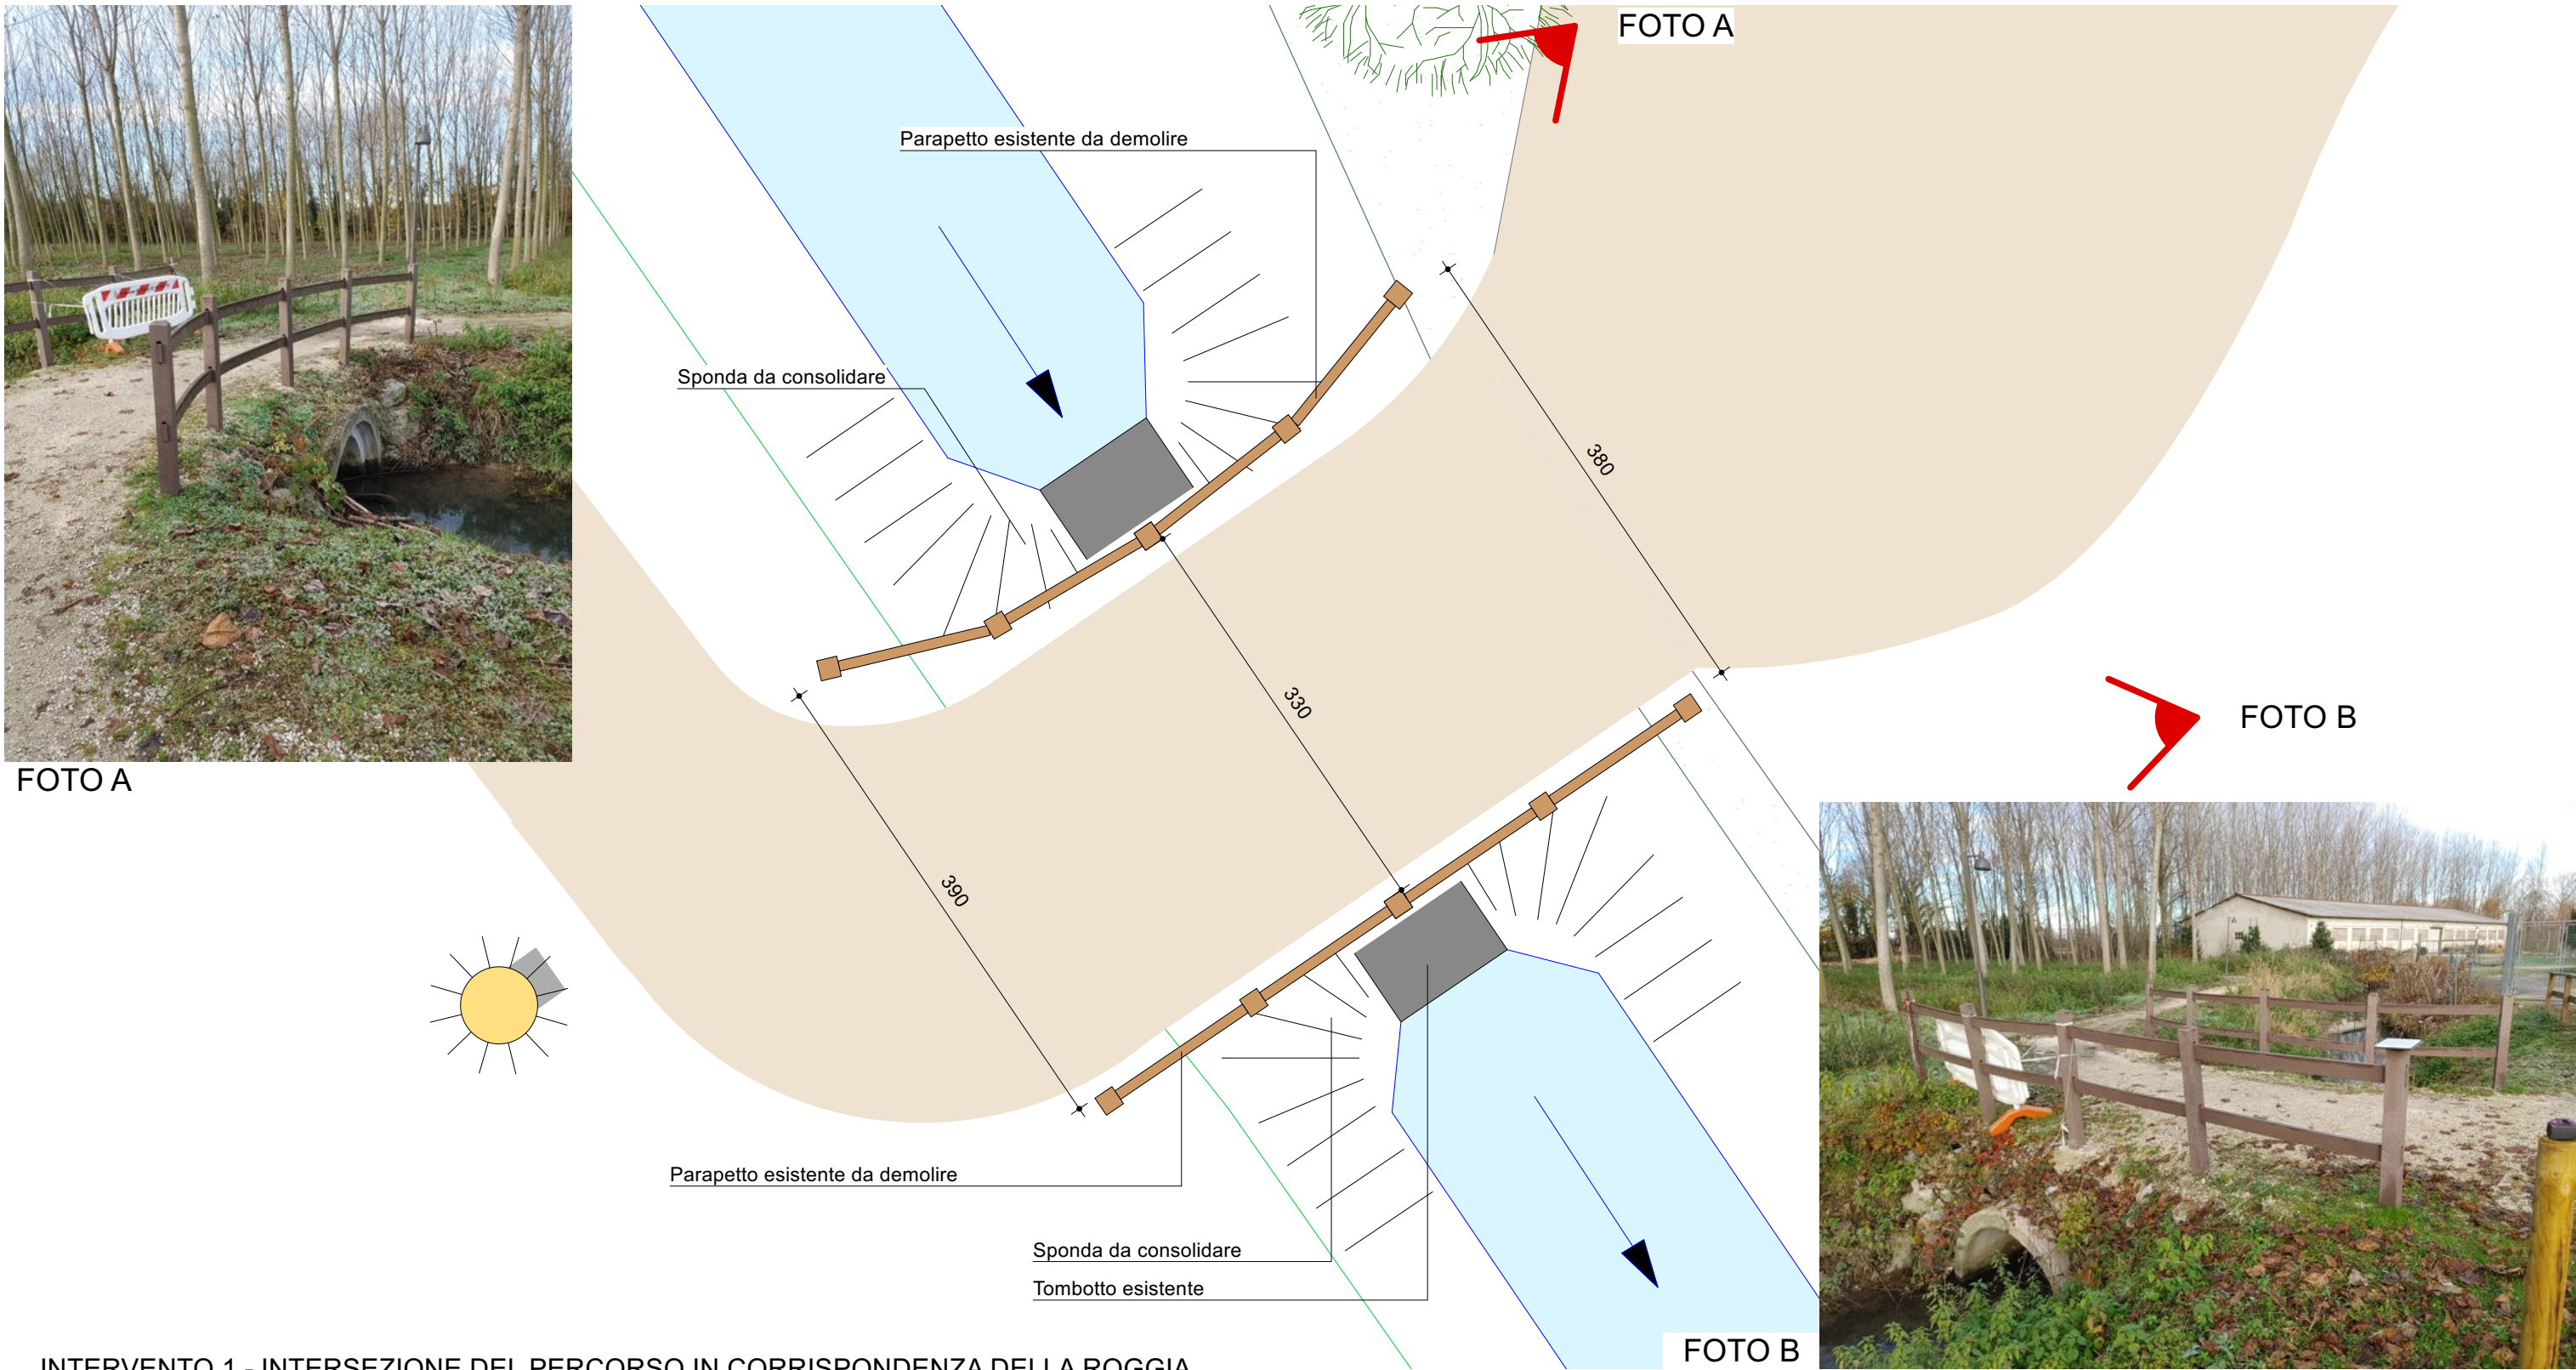 FOTO A
Parapetto esistente da demolire
Sponda da consolidare
380
330
FOTO B
FOTO A
390
Parapetto esistente da demolire
Sponda da consolidare
Tombotto esistente
FOTO B
INTERVENTO 1 - INTERSEZIONE DEL PERCORSO IN CORRISPONDENZA DELLA ROGGIA